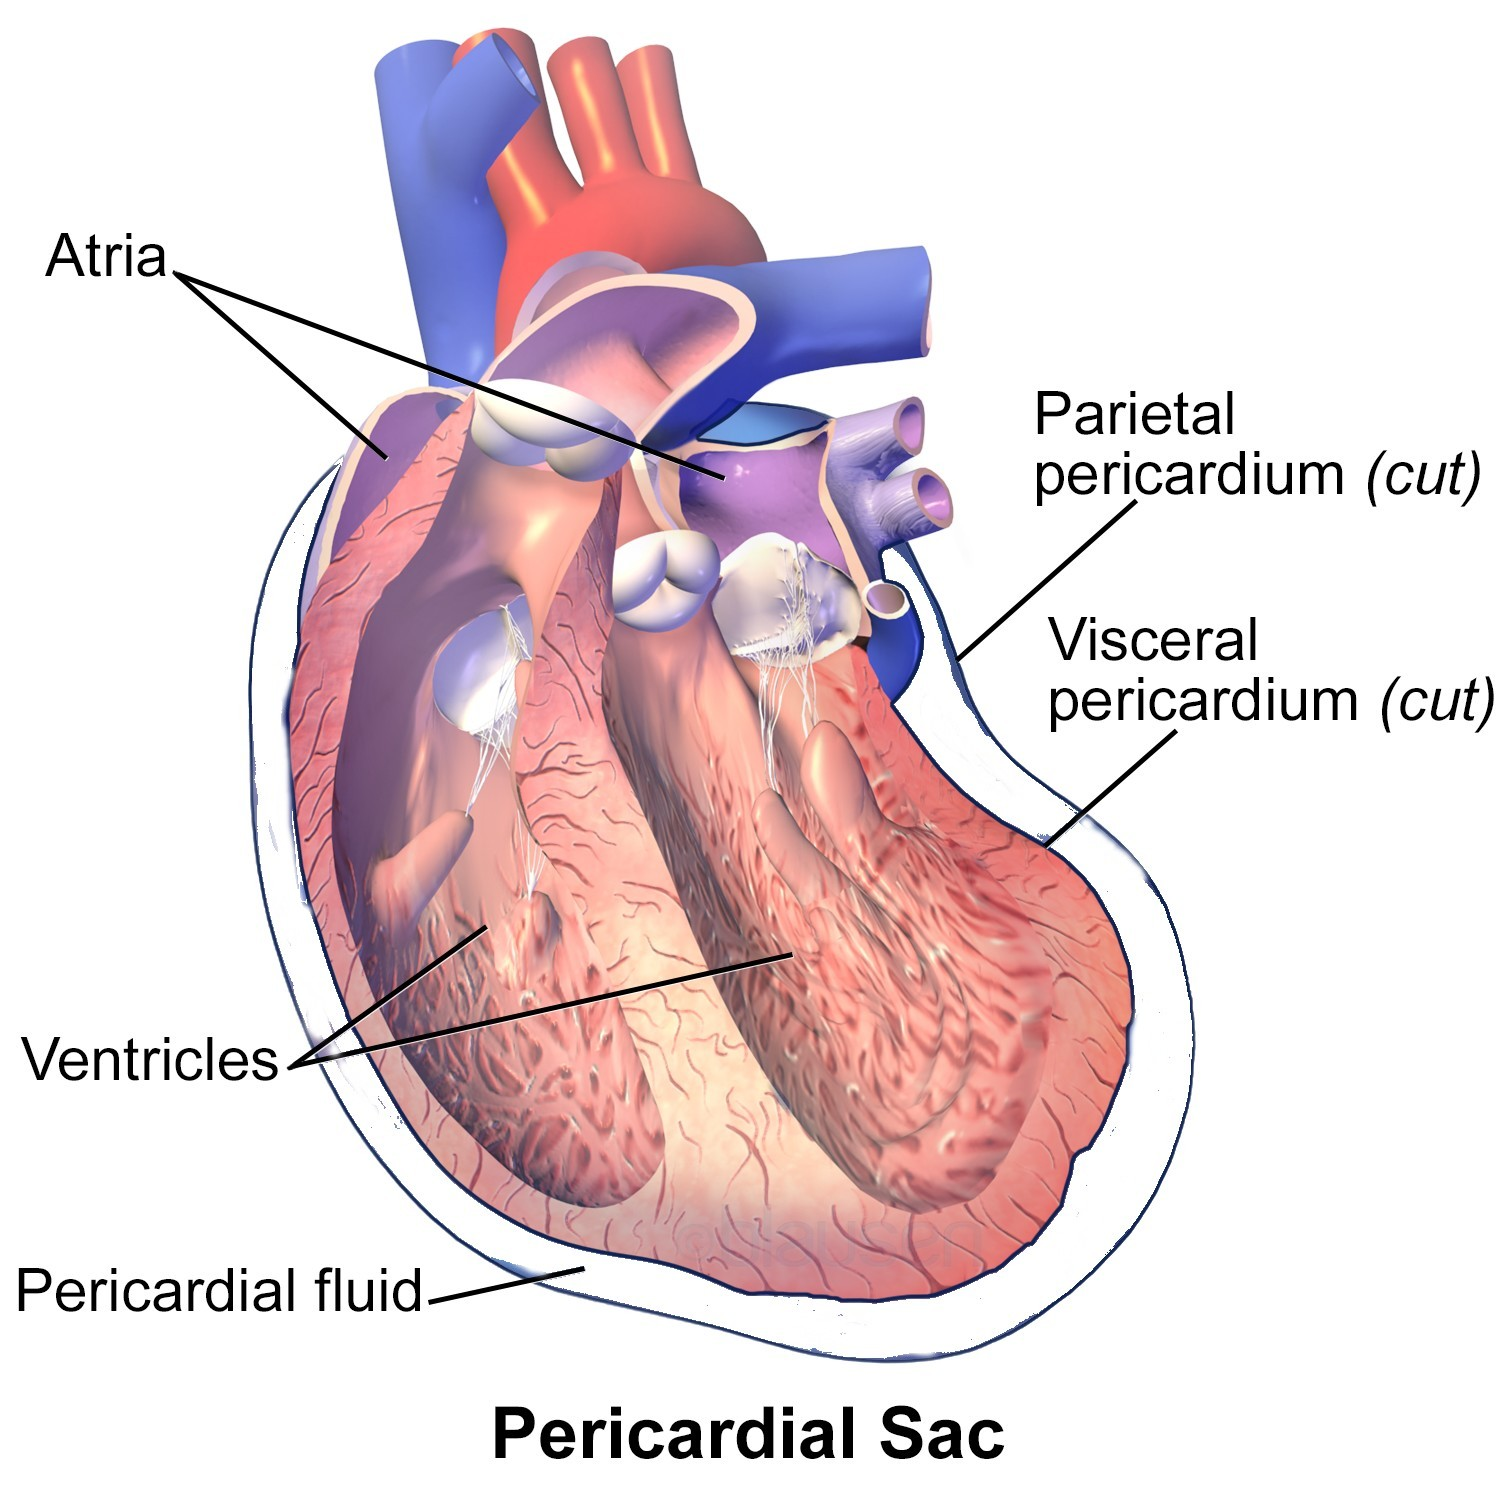 Atria
Parietal
pericardium (cut)
Visceral
pericardium (cut)
Ventricles
Pericardial fluid
Pericardial Sac